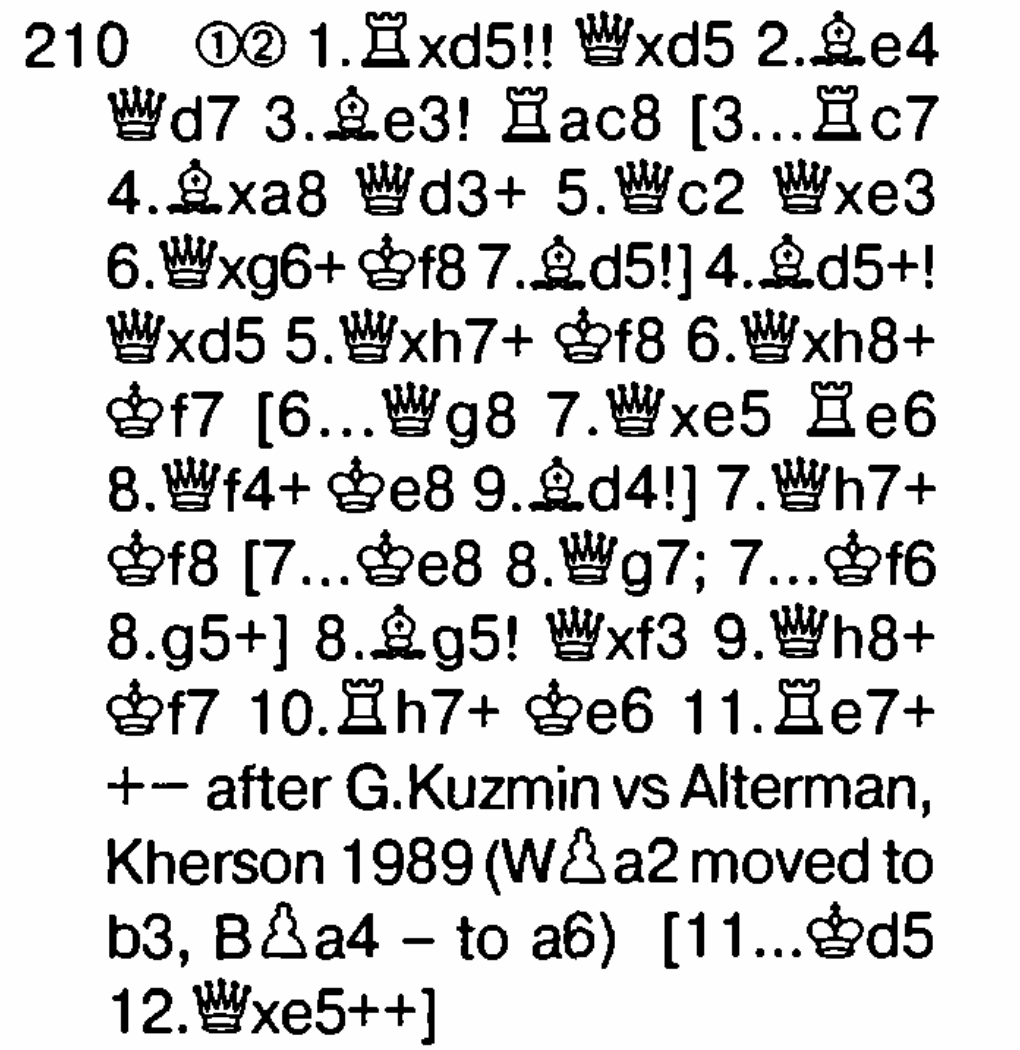 210 ①② 1.♖xd5!! ♕xd5 2.♗e4
♕d7 3.♗e3! ♖ac8 [3...♖c7
4.♗xa8 ♕d3+ 5.♕c2 ♕xe3
6.♕xg6+ ♔f8 7.♗d5!] 4.♗d5+!
♕xd5 5.♕xh7+ ♔f8 6.♕xh8+
♔f7 [6...♕g8 7.♕xe5 ♖e6
8.♕f4+ ♔e8 9.♗d4!] 7.♕h7+
♔f8 [7...♔e8 8.♕g7; 7...♔f6
8.g5+] 8.♗g5! ♕xf3 9.♕h8+
♔f7 10.♖h7+ ♔e6 11.♖e7+
+− after G.Kuzmin vs Alterman,
Kherson 1989 (W♙a2 moved to
b3, B♙a4 – to a6) [11...♔d5
12.♕xe5++]